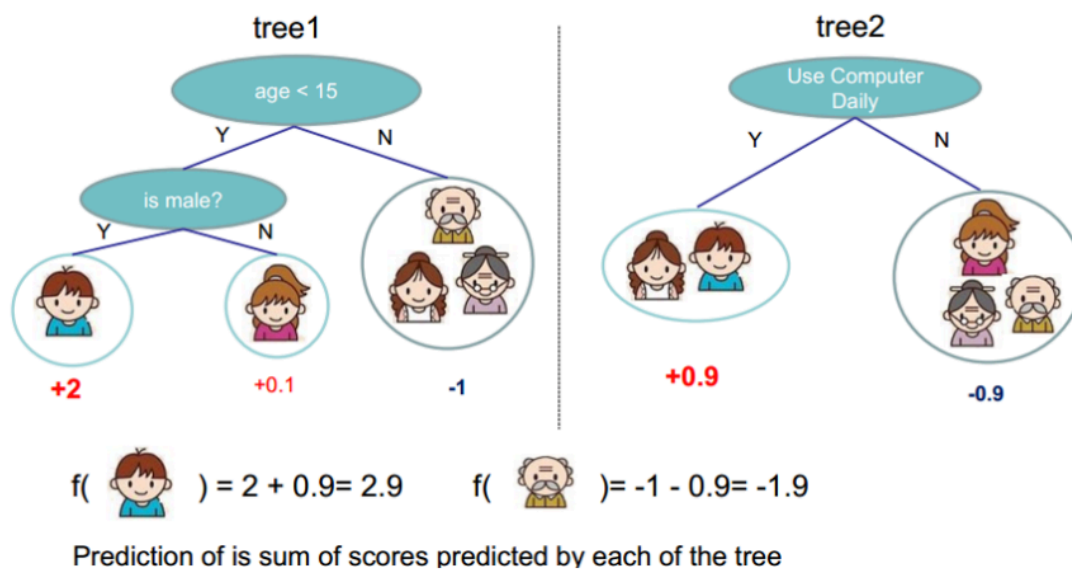 tree1
tree2
age < 15
Use Computer
Daily
Y
N
Y
N
is male?
Y
N
+2
+0.1
-1
+0.9
-0.9
f( ) = 2 + 0.9= 2.9
f( )= -1 - 0.9= -1.9
Prediction of is sum of scores predicted by each of the tree